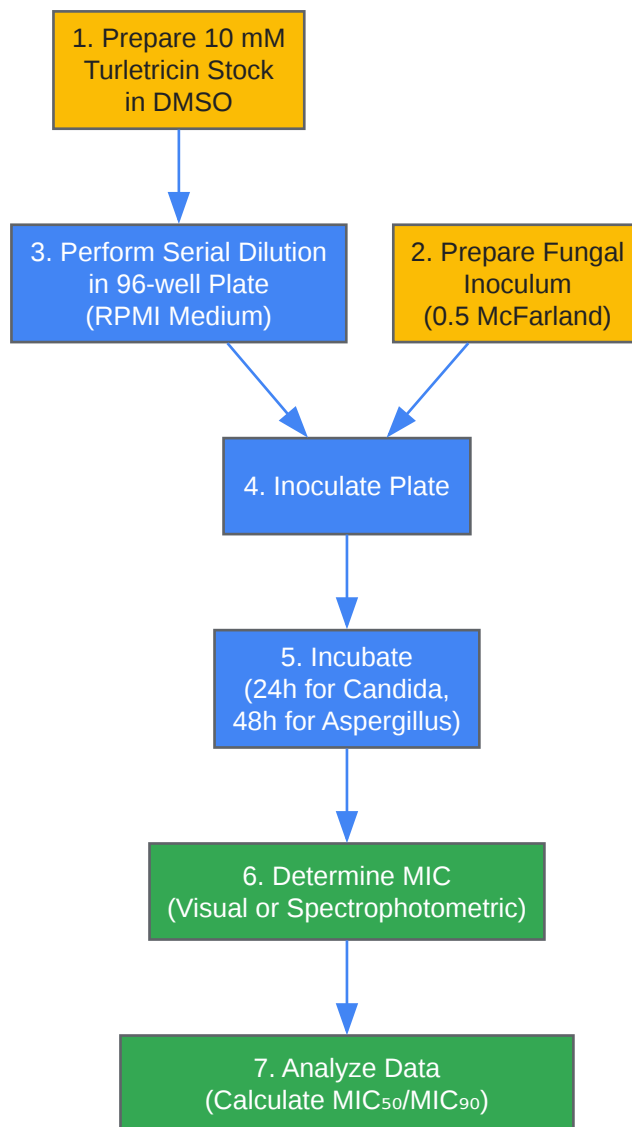 1. Prepare 10 mM
Turletricin Stock
in DMSO
3. Perform Serial Dilution
in 96-well Plate
(RPMI Medium)
2. Prepare Fungal
Inoculum
(0.5 McFarland)
4. Inoculate Plate
5. Incubate
(24h for Candida,
48h for Aspergillus)
6. Determine MIC
(Visual or Spectrophotometric)
7. Analyze Data
(Calculate MIC₅₀/MIC₉₀)